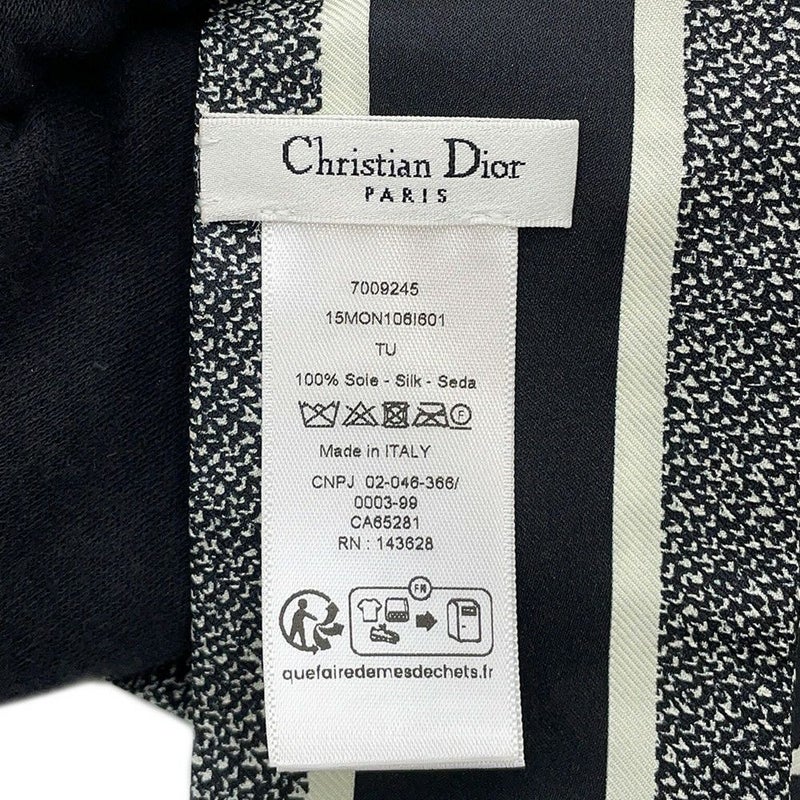 Christian Dior
PARIS
7009245
15MON106I601
TU
100% Soie - Silk - Seda
F
Made in ITALY
CNPJ 02-046-366/
0003-99
CA65281
RN : 143628
FR
quefairedemesdechets.fr